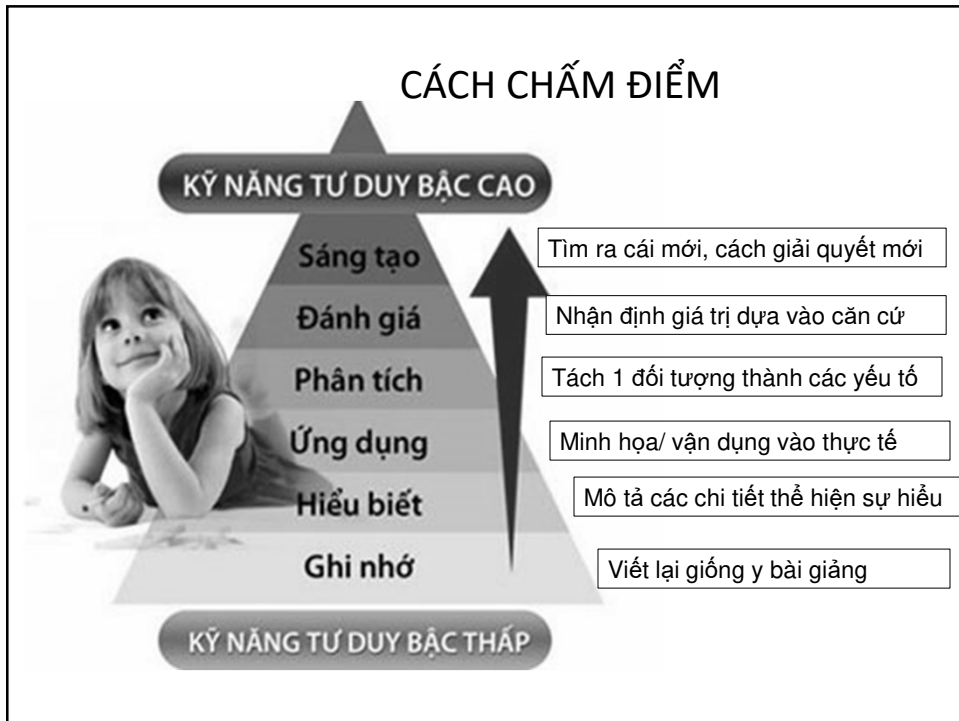 CÁCH CHẤM ĐIỂM
KỸ NĂNG TƯ DUY BẬC CAO
Sáng tạo
Tìm ra cái mới, cách giải quyết mới
Đánh giá
Nhận định giá trị dựa vào căn cứ
Phân tích
Tách 1 đối tượng thành các yếu tố
Ứng dụng
Minh họa/ vận dụng vào thực tế
Hiểu biết
Mô tả các chi tiết thể hiện sự hiểu
Ghi nhớ
Viết lại giống y bài giảng
KỸ NĂNG TƯ DUY BẬC THẤP